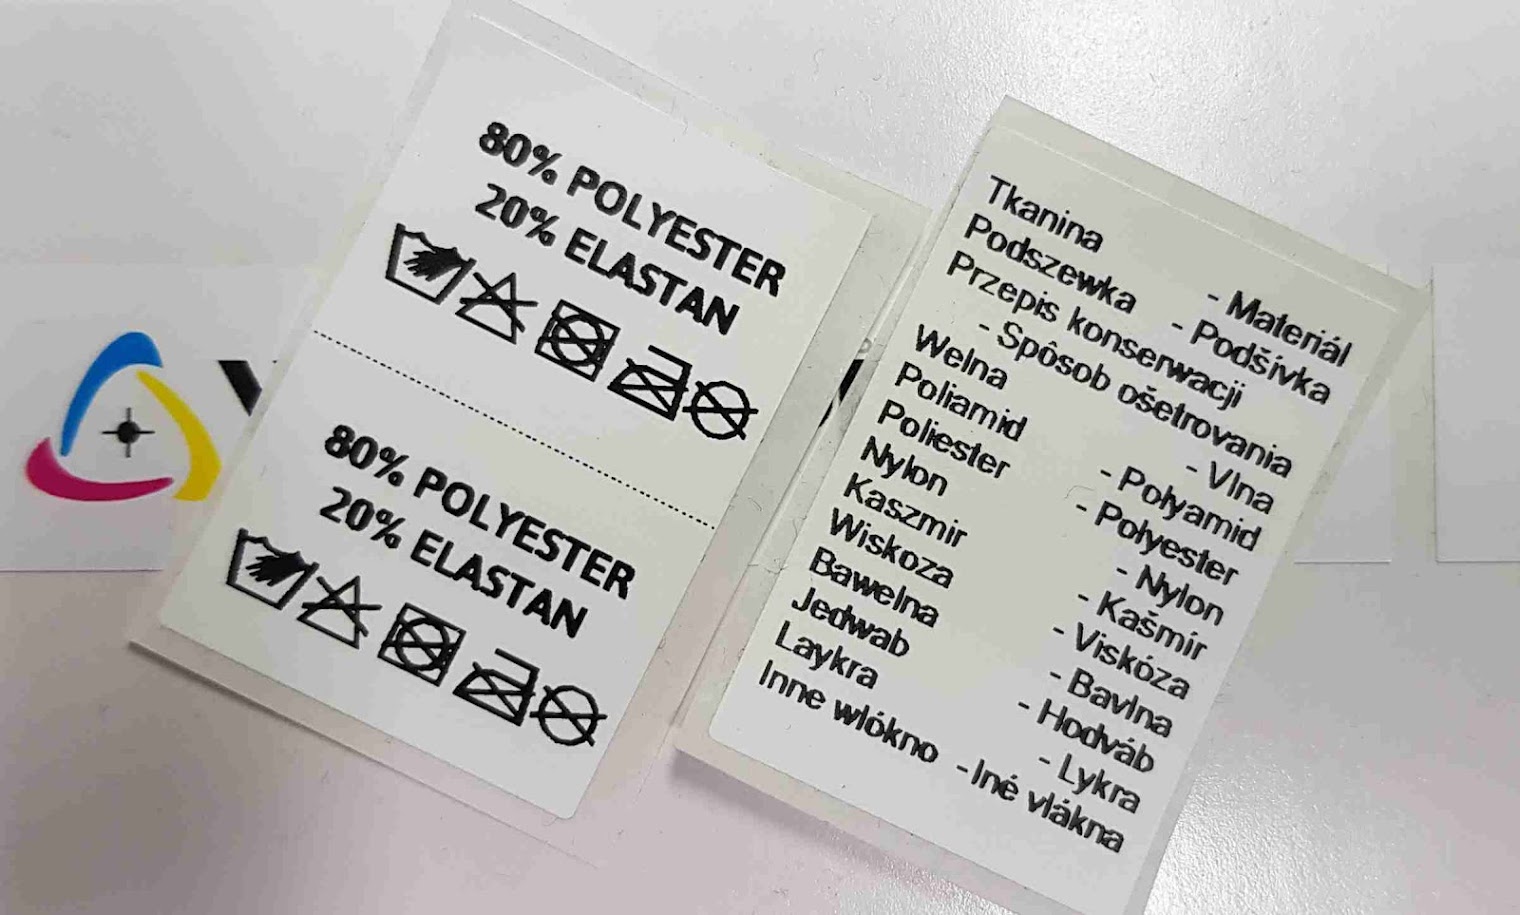 80% POLYESTER
20% ELASTAN
80% POLYESTER
20% ELASTAN
Tkanina - Materiál
Podszewka - Podšívka
Przepis konserwacji
- Spôsob ošetrovania
Welna - Vlna
Poliamid - Polyamid
Poliester - Polyester
Nylon - Nylon
Kaszmir - Kašmír
Wiskoza - Viskóza
Bawelna - Bavlna
Jedwab - Hodváb
Laykra - Lykra
Inne wlókno - Iné vlákna